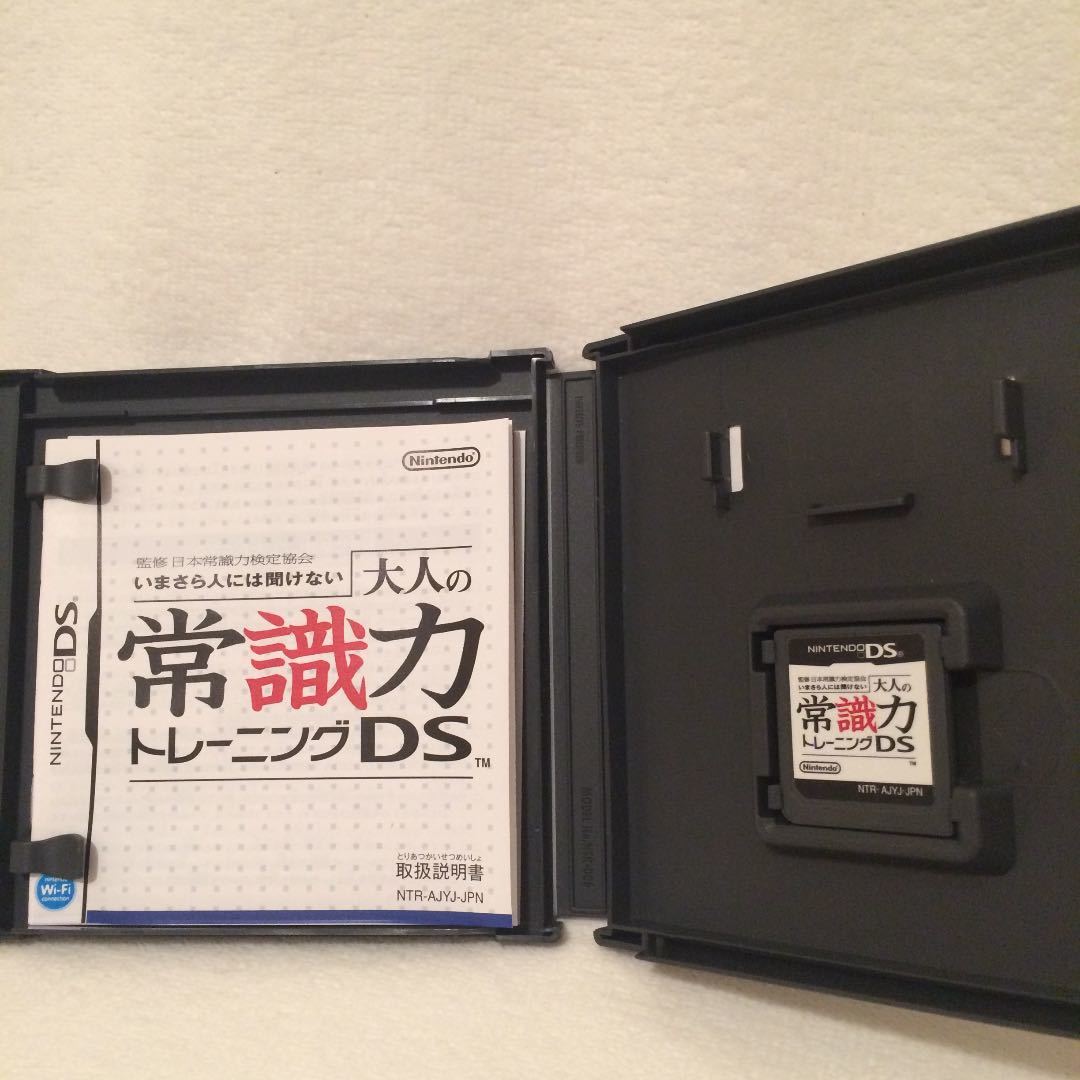 Nintendo
監修 日本常識力検定協会
いまさら人には聞けない
大人の
常識力
トレーニングDS™
とりあつかいせつめいしょ
取扱説明書
NTR-AJYJ-JPN
NINTENDO DS®
Nintendo
Wi-Fi
connection
NINTENDO DS®
監修 日本常識力検定協会
いまさら人には聞けない
大人の
常識力
トレーニングDS
™
Nintendo
NTR-AJYJ-JPN